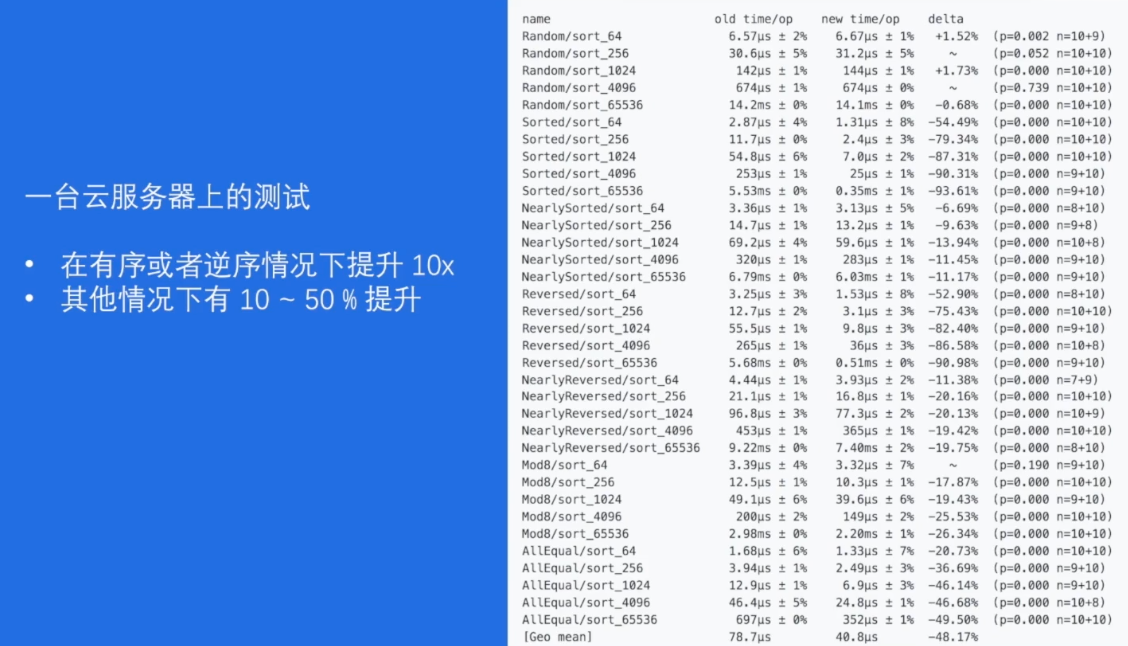 一台云服务器上的测试
• 在有序或者逆序情况下提升 10x
• 其他情况下有 10 ~ 50 % 提升
name old time/op new time/op delta
Random/sort_64 6.57µs ± 2% 6.67µs ± 1% +1.52% (p=0.002 n=10+9)
Random/sort_256 30.6µs ± 5% 31.2µs ± 5% ~ (p=0.052 n=10+10)
Random/sort_1024 142µs ± 1% 144µs ± 1% +1.73% (p=0.000 n=10+10)
Random/sort_4096 674µs ± 1% 674µs ± 0% ~ (p=0.739 n=10+10)
Random/sort_65536 14.2ms ± 0% 14.1ms ± 0% −0.68% (p=0.000 n=10+10)
Sorted/sort_64 2.87µs ± 4% 1.31µs ± 8% −54.49% (p=0.000 n=10+10)
Sorted/sort_256 11.7µs ± 0% 2.4µs ± 3% −79.34% (p=0.000 n=10+10)
Sorted/sort_1024 54.8µs ± 6% 7.0µs ± 2% −87.31% (p=0.000 n=10+10)
Sorted/sort_4096 253µs ± 1% 25µs ± 1% −90.31% (p=0.000 n=9+10)
Sorted/sort_65536 5.53ms ± 0% 0.35ms ± 1% −93.61% (p=0.000 n=9+10)
NearlySorted/sort_64 3.36µs ± 1% 3.13µs ± 5% −6.69% (p=0.000 n=8+10)
NearlySorted/sort_256 14.7µs ± 1% 13.2µs ± 1% −9.63% (p=0.000 n=9+8)
NearlySorted/sort_1024 69.2µs ± 4% 59.6µs ± 1% −13.94% (p=0.000 n=10+8)
NearlySorted/sort_4096 320µs ± 1% 283µs ± 1% −11.45% (p=0.000 n=9+10)
NearlySorted/sort_65536 6.79ms ± 0% 6.03ms ± 1% −11.17% (p=0.000 n=9+10)
Reversed/sort_64 3.25µs ± 3% 1.53µs ± 8% −52.90% (p=0.000 n=8+10)
Reversed/sort_256 12.7µs ± 2% 3.1µs ± 3% −75.43% (p=0.000 n=10+10)
Reversed/sort_1024 55.5µs ± 1% 9.8µs ± 3% −82.40% (p=0.000 n=9+10)
Reversed/sort_4096 265µs ± 1% 36µs ± 3% −86.58% (p=0.000 n=10+8)
Reversed/sort_65536 5.68ms ± 0% 0.51ms ± 0% −90.98% (p=0.000 n=9+10)
NearlyReversed/sort_64 4.44µs ± 1% 3.93µs ± 2% −11.38% (p=0.000 n=7+9)
NearlyReversed/sort_256 21.1µs ± 1% 16.8µs ± 1% −20.16% (p=0.000 n=10+10)
NearlyReversed/sort_1024 96.8µs ± 3% 77.3µs ± 2% −20.13% (p=0.000 n=10+9)
NearlyReversed/sort_4096 453µs ± 1% 365µs ± 1% −19.42% (p=0.000 n=10+10)
NearlyReversed/sort_65536 9.22ms ± 0% 7.40ms ± 2% −19.75% (p=0.000 n=8+10)
Mod8/sort_64 3.39µs ± 4% 3.32µs ± 7% ~ (p=0.190 n=9+10)
Mod8/sort_256 12.5µs ± 1% 10.3µs ± 1% −17.87% (p=0.000 n=10+10)
Mod8/sort_1024 49.1µs ± 6% 39.6µs ± 6% −19.43% (p=0.000 n=9+10)
Mod8/sort_4096 200µs ± 2% 149µs ± 2% −25.53% (p=0.000 n=10+10)
Mod8/sort_65536 2.98ms ± 0% 2.20ms ± 1% −26.34% (p=0.000 n=10+10)
AllEqual/sort_64 1.68µs ± 6% 1.33µs ± 7% −20.73% (p=0.000 n=10+10)
AllEqual/sort_256 3.94µs ± 1% 2.49µs ± 3% −36.69% (p=0.000 n=9+10)
AllEqual/sort_1024 12.9µs ± 1% 6.9µs ± 3% −46.14% (p=0.000 n=9+10)
AllEqual/sort_4096 46.4µs ± 5% 24.8µs ± 1% −46.68% (p=0.000 n=10+8)
AllEqual/sort_65536 697µs ± 0% 352µs ± 1% −49.50% (p=0.000 n=10+10)
[Geo mean] 78.7µs 40.8µs −48.17%